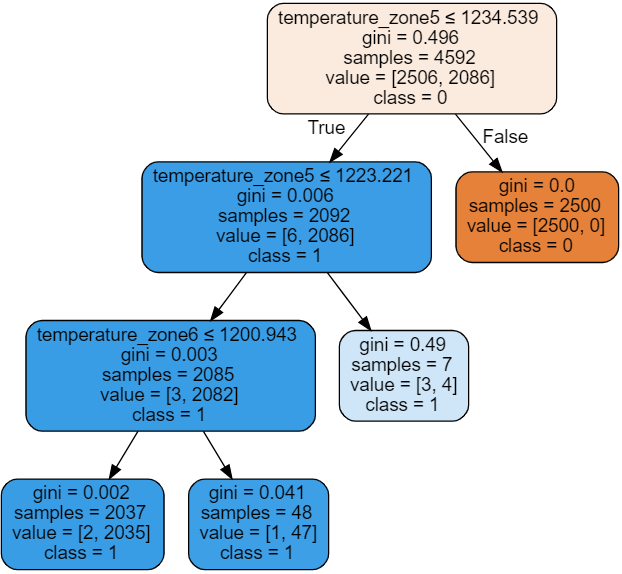 temperature_zone5 ≤ 1234.539
gini = 0.496
samples = 4592
value = [2506, 2086]
class = 0
True
False
temperature_zone5 ≤ 1223.221
gini = 0.006
samples = 2092
value = [6, 2086]
class = 1
gini = 0.0
samples = 2500
value = [2500, 0]
class = 0
temperature_zone6 ≤ 1200.943
gini = 0.003
samples = 2085
value = [3, 2082]
class = 1
gini = 0.49
samples = 7
value = [3, 4]
class = 1
gini = 0.002
samples = 2037
value = [2, 2035]
class = 1
gini = 0.041
samples = 48
value = [1, 47]
class = 1